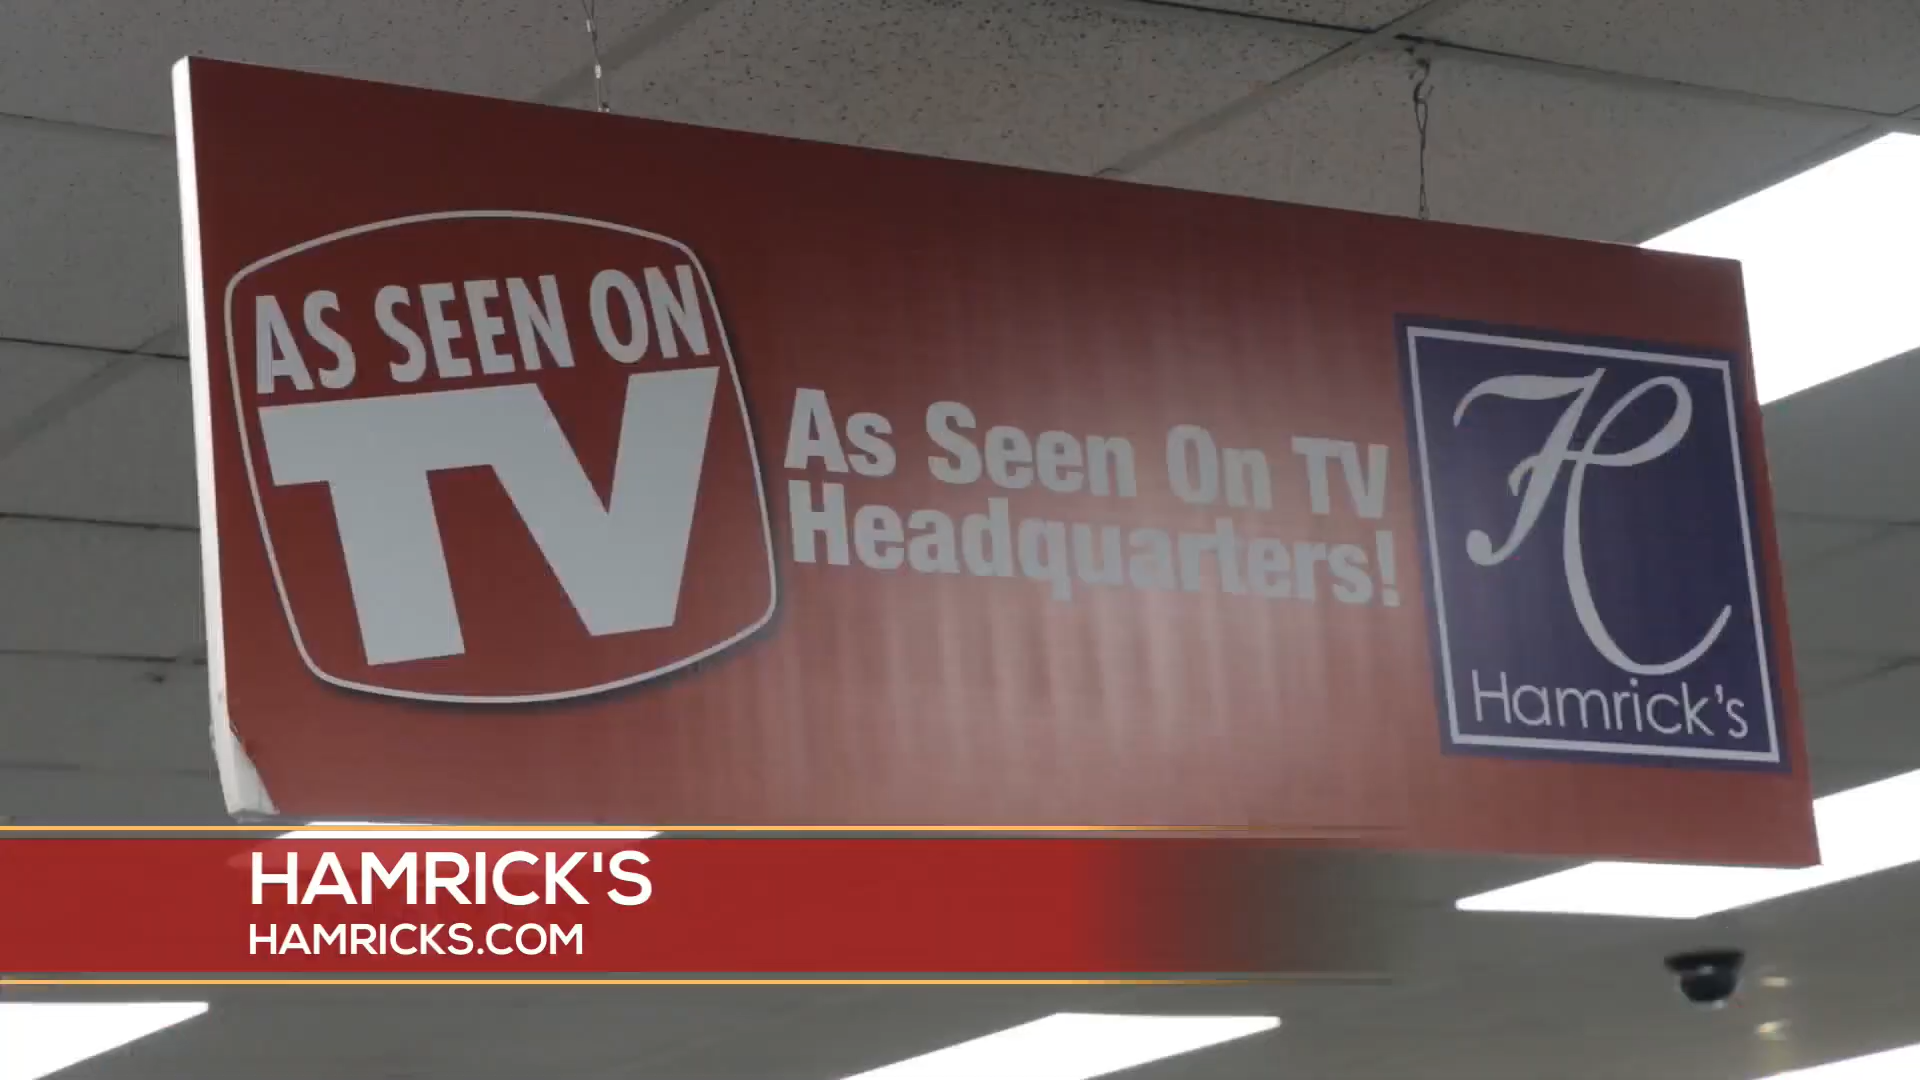 AS SEEN ON
TV
As Seen On TV
Headquarters!
H
Hamrick's
HAMRICK'S
HAMRICKS.COM